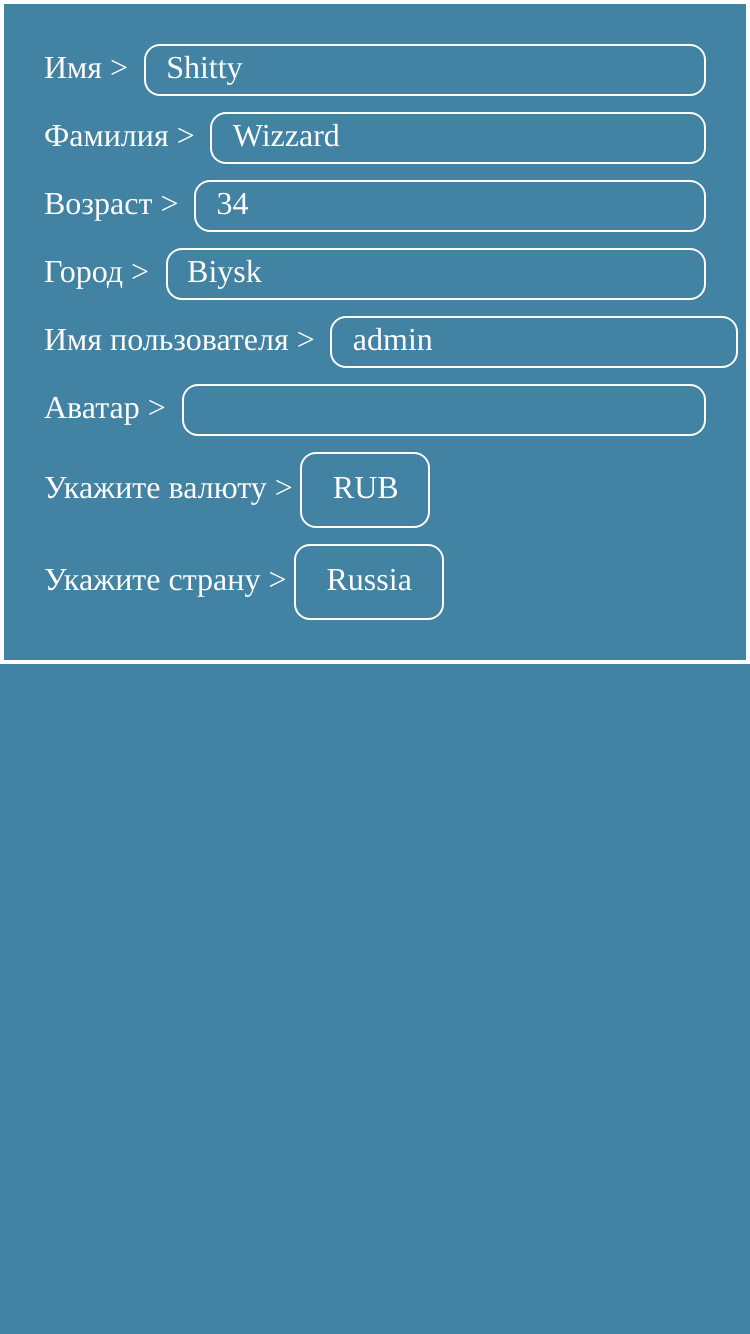 Имя > Shitty
Фамилия > Wizzard
Возраст > 34
Город > Biysk
Имя пользователя > admin
Аватар >
Укажите валюту > RUB
Укажите страну > Russia